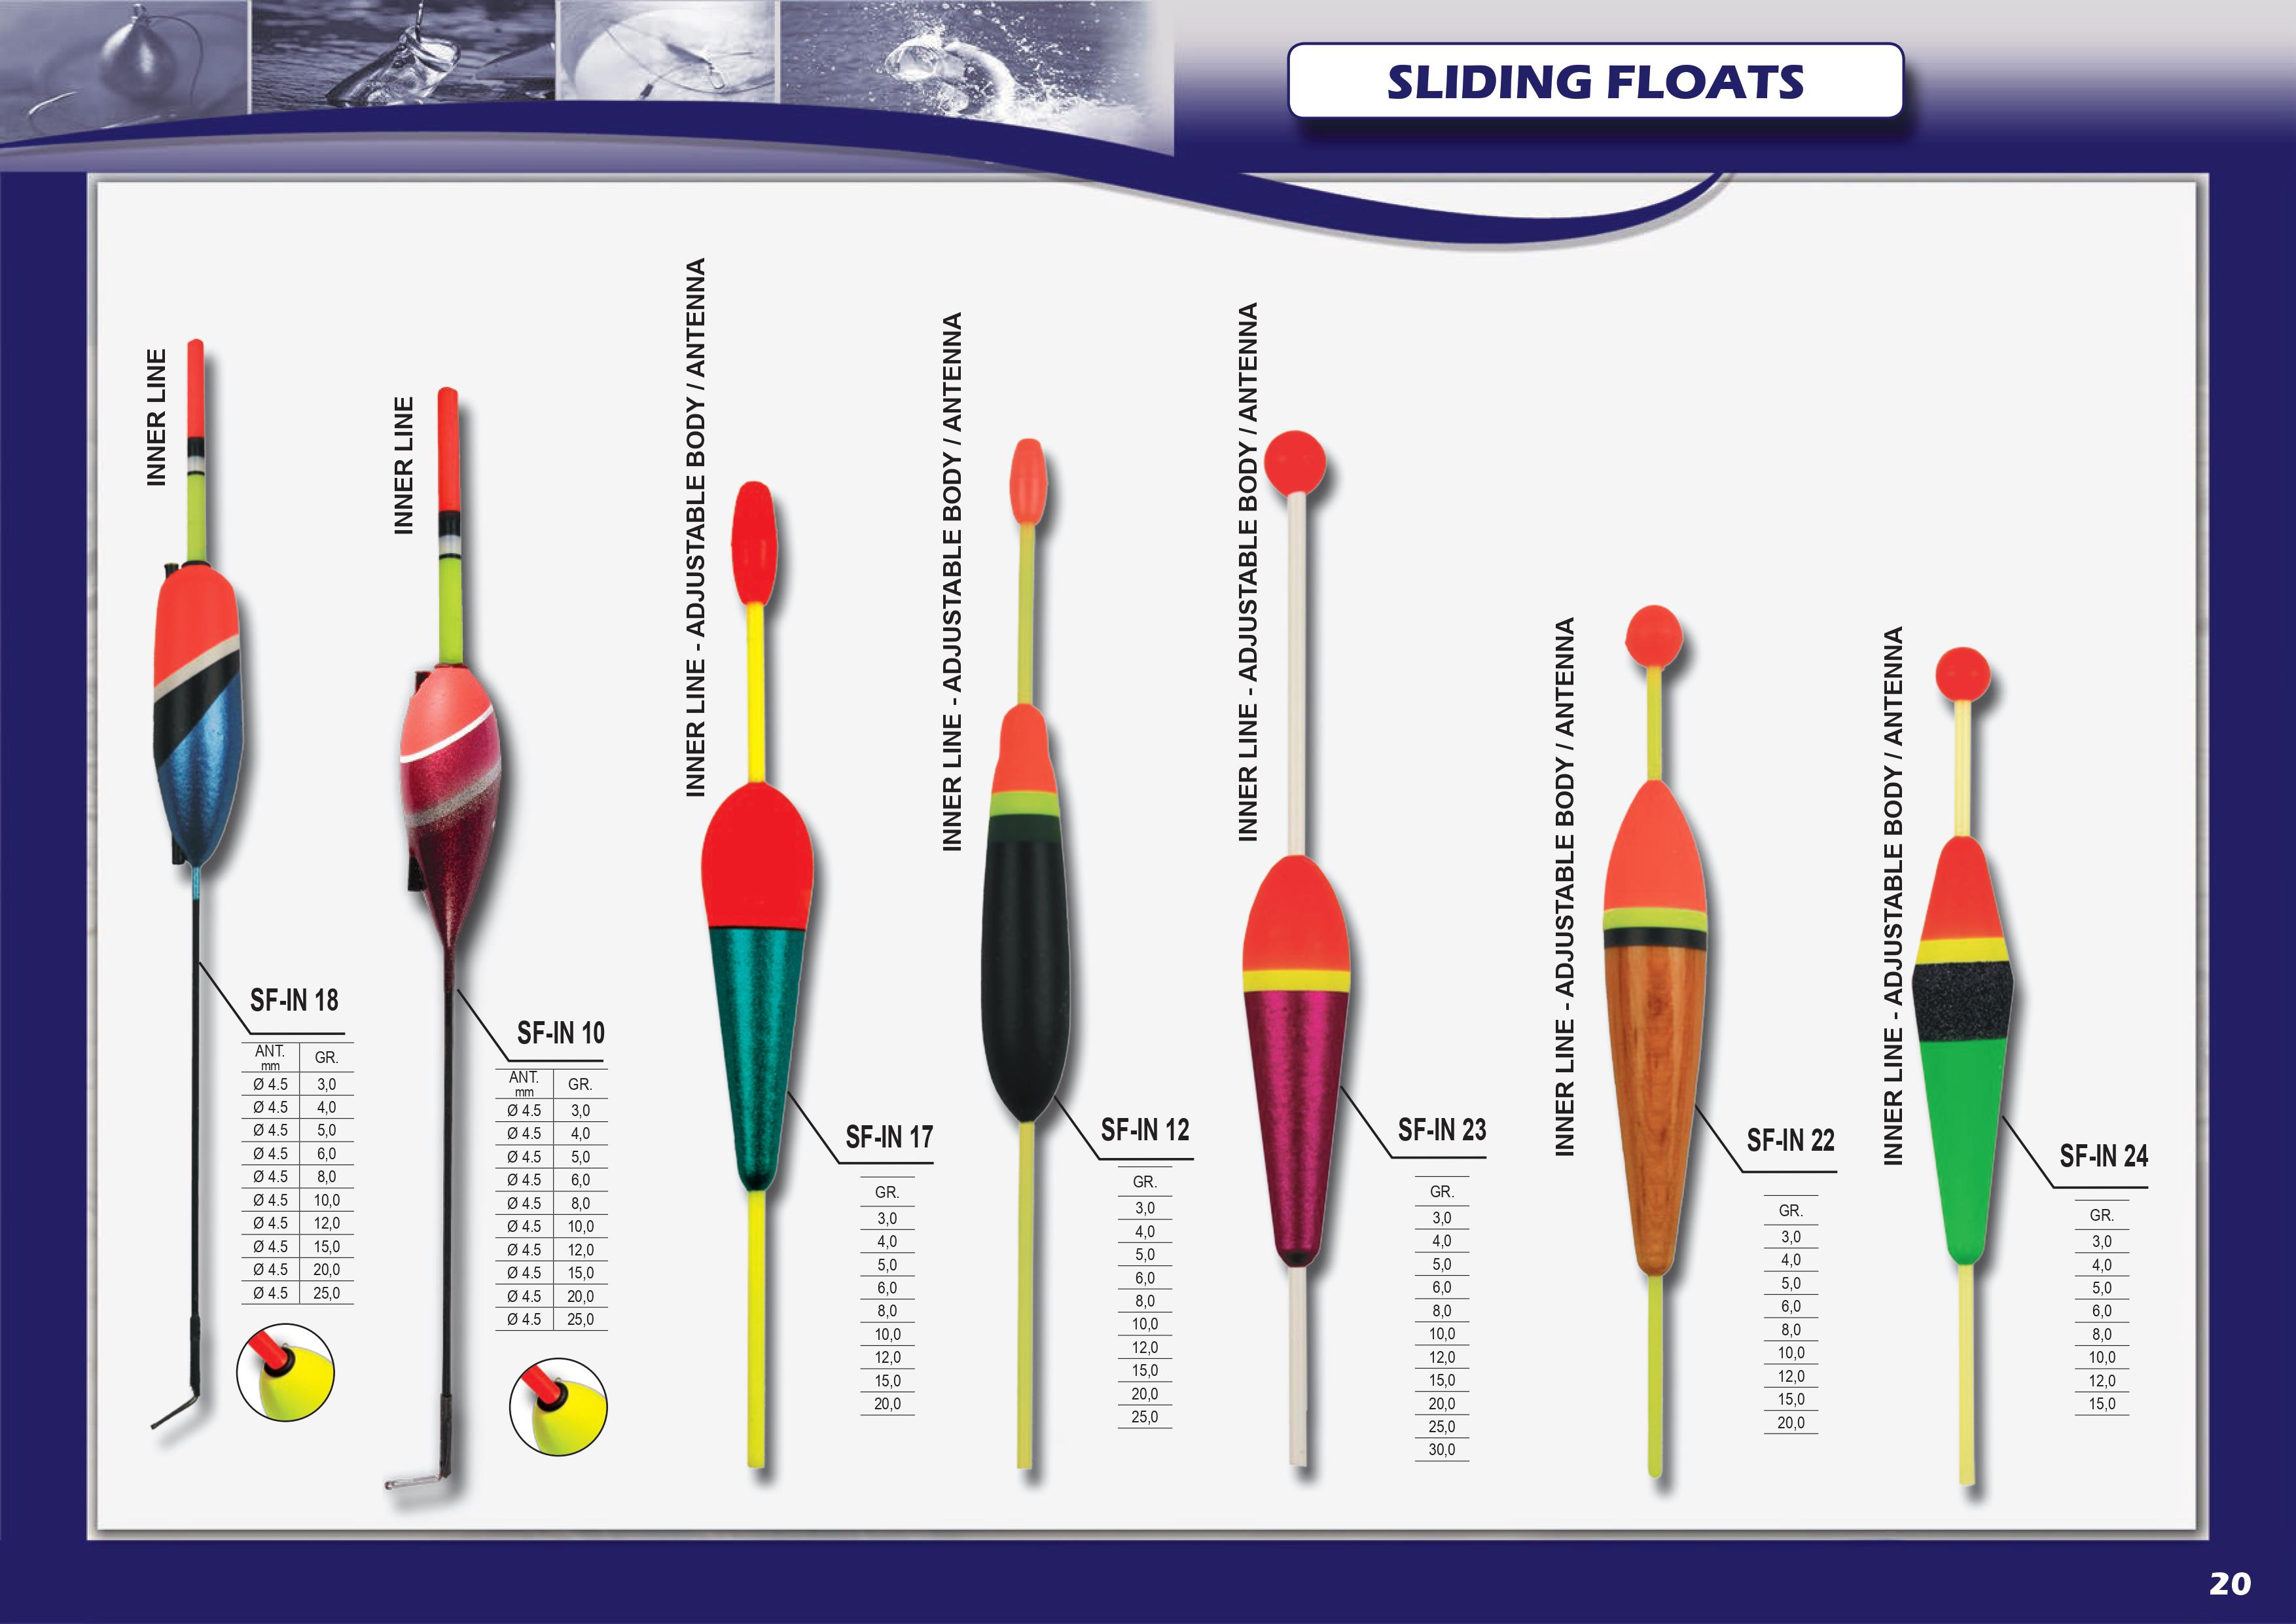 SLIDING FLOATS
INNER LINE
SF-IN 18
ANT. mm GR.
Ø 4.5 3,0
Ø 4.5 4,0
Ø 4.5 5,0
Ø 4.5 6,0
Ø 4.5 8,0
Ø 4.5 10,0
Ø 4.5 12,0
Ø 4.5 15,0
Ø 4.5 20,0
Ø 4.5 25,0
INNER LINE
SF-IN 10
ANT. mm GR.
Ø 4.5 3,0
Ø 4.5 4,0
Ø 4.5 5,0
Ø 4.5 6,0
Ø 4.5 8,0
Ø 4.5 10,0
Ø 4.5 12,0
Ø 4.5 15,0
Ø 4.5 20,0
Ø 4.5 25,0
INNER LINE - ADJUSTABLE BODY / ANTENNA
SF-IN 17
GR.
3,0
4,0
5,0
6,0
8,0
10,0
12,0
15,0
20,0
INNER LINE - ADJUSTABLE BODY / ANTENNA
SF-IN 12
GR.
3,0
4,0
5,0
6,0
8,0
10,0
12,0
15,0
20,0
25,0
INNER LINE - ADJUSTABLE BODY / ANTENNA
SF-IN 23
GR.
3,0
4,0
5,0
6,0
8,0
10,0
12,0
15,0
20,0
25,0
30,0
INNER LINE - ADJUSTABLE BODY / ANTENNA
SF-IN 22
GR.
3,0
4,0
5,0
6,0
8,0
10,0
12,0
15,0
20,0
INNER LINE - ADJUSTABLE BODY / ANTENNA
SF-IN 24
GR.
3,0
4,0
5,0
6,0
8,0
10,0
12,0
15,0
20